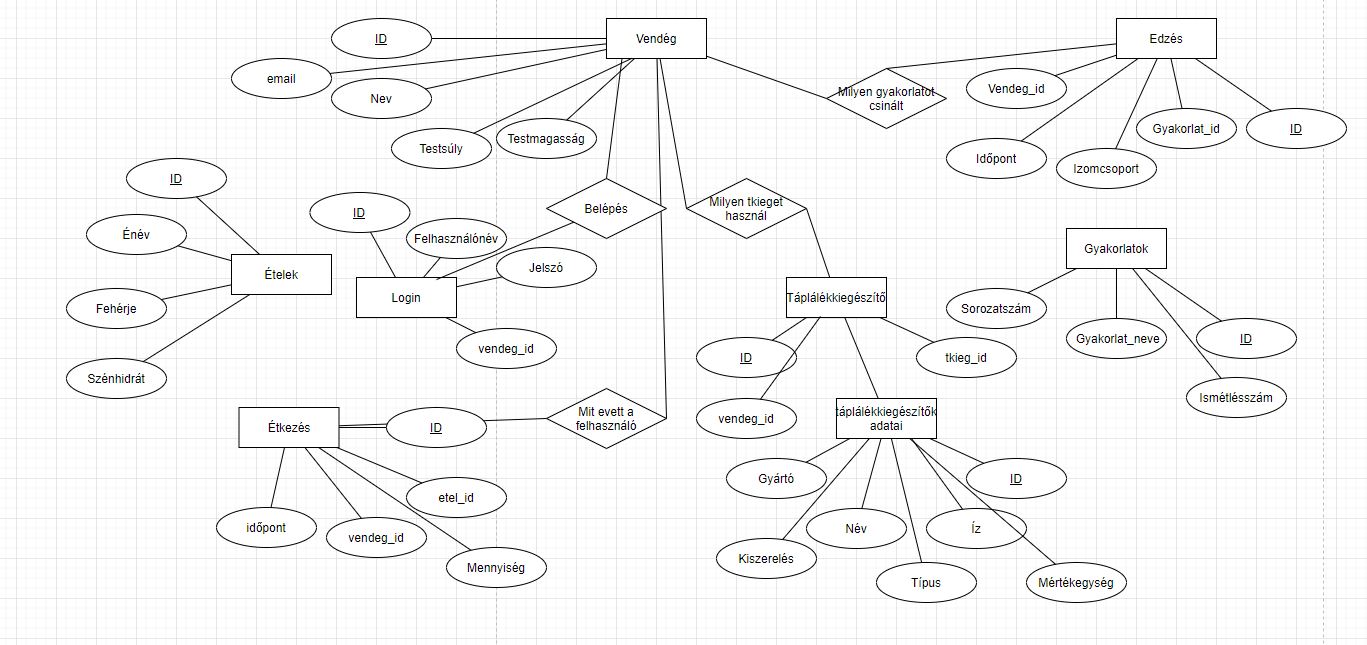 ID
Vendég
Edzés
email
Nev
Milyen gyakorlatot
csinált
Vendeg_id
Testsúly
Testmagasság
Gyakorlat_id
ID
Időpont
Izomcsoport
ID
Énév
Ételek
Fehérje
Szénhidrát
ID
Felhasználónév
Jelszó
Login
vendeg_id
Belépés
Milyen tkieget
használ
Gyakorlatok
Sorozatszám
Gyakorlat_neve
ID
Ismétlésszám
Táplálékkiegészítő
ID
tkieg_id
vendeg_id
táplálékkiegészítők
adatai
Gyártó
ID
Név
Íz
Kiszerelés
Típus
Mértékegység
Étkezés
ID
Mit evett a
felhasználó
etel_id
időpont
vendeg_id
Mennyiség